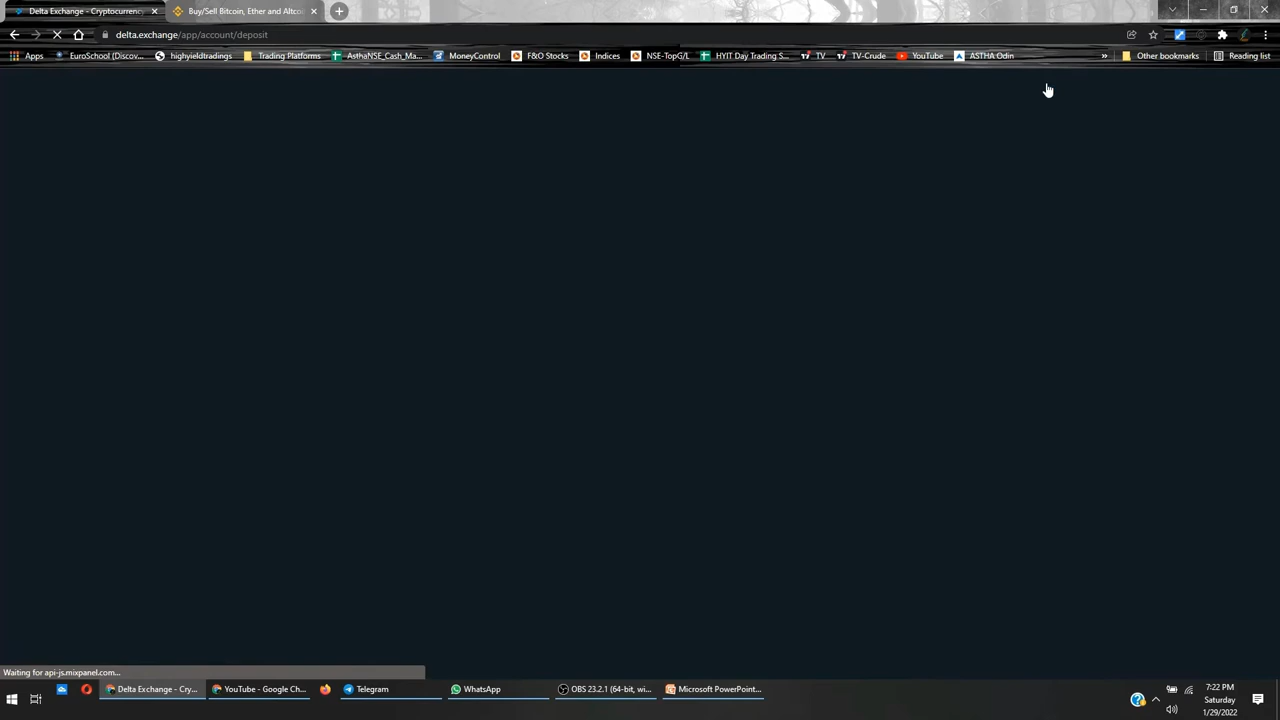 Delta Exchange - Cryptocurrency
Buy/Sell Bitcoin, Ether and Altcoi
delta.exchange/app/account/deposit
Apps
EuroSchool (Discov...
highyieldtradings
Trading Platforms
AsthaNSE_Cash_Ma...
MoneyControl
F&O Stocks
Indices
NSE-TopG/L
HYIT Day Trading S...
TV
TV-Crude
YouTube
ASTHA Odin
»
Other bookmarks
Reading list
Waiting for api-js.mixpanel.com...
Delta Exchange - Cry...
YouTube - Google Ch...
Telegram
WhatsApp
OBS 23.2.1 (64-bit, wi...
Microsoft PowerPoint...
7:22 PM
Saturday
1/29/2022